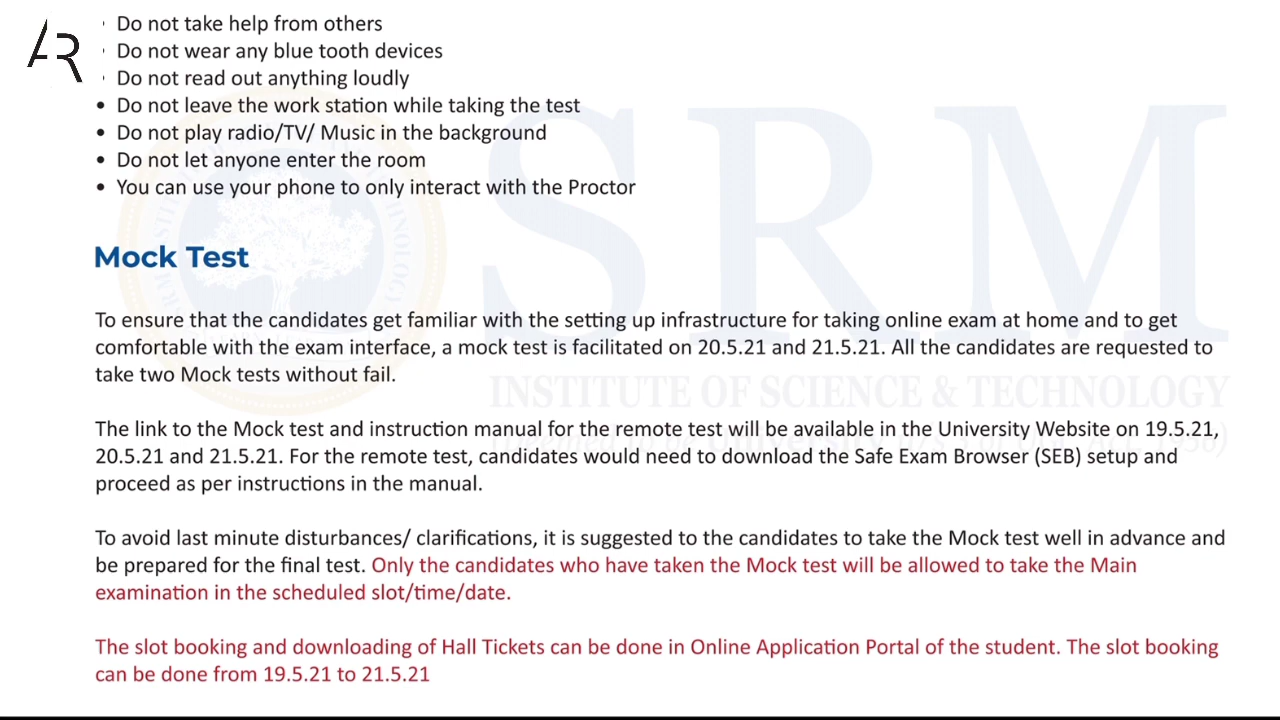 AR
· Do not take help from others
· Do not wear any blue tooth devices
· Do not read out anything loudly
• Do not leave the work station while taking the test
• Do not play radio/TV/ Music in the background
• Do not let anyone enter the room
• You can use your phone to only interact with the Proctor
SRM
Mock Test
To ensure that the candidates get familiar with the setting up infrastructure for taking online exam at home and to get
comfortable with the exam interface, a mock test is facilitated on 20.5.21 and 21.5.21. All the candidates are requested to
take two Mock tests without fail.
INSTITUTE OF SCIENCE & TECHNOLOGY
The link to the Mock test and instruction manual for the remote test will be available in the University Website on 19.5.21,
20.5.21 and 21.5.21. For the remote test, candidates would need to download the Safe Exam Browser (SEB) setup and
proceed as per instructions in the manual.
To avoid last minute disturbances/ clarifications, it is suggested to the candidates to take the Mock test well in advance and
be prepared for the final test. Only the candidates who have taken the Mock test will be allowed to take the Main
examination in the scheduled slot/time/date.
The slot booking and downloading of Hall Tickets can be done in Online Application Portal of the student. The slot booking
can be done from 19.5.21 to 21.5.21